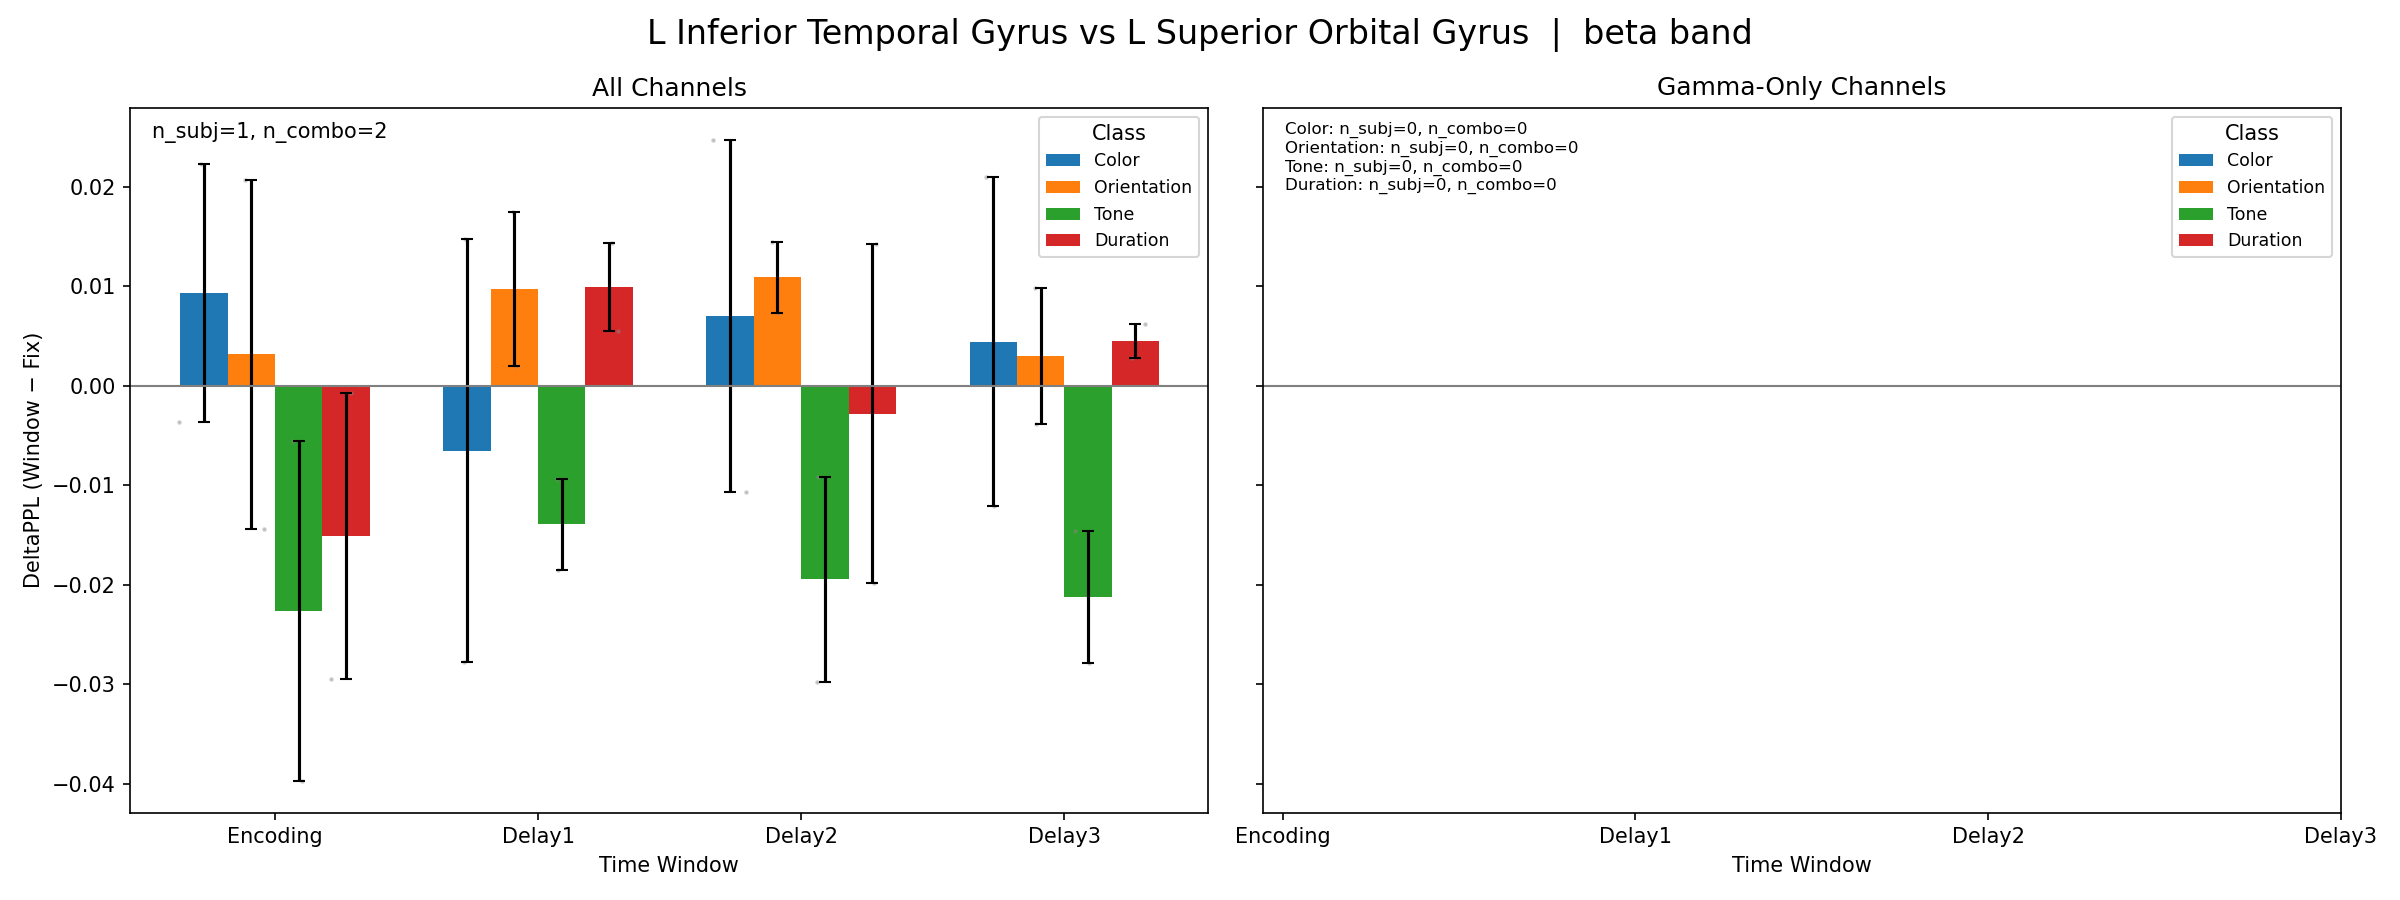 L Inferior Temporal Gyrus vs L Superior Orbital Gyrus | beta band
All Channels
n_subj=1, n_combo=2
Class
Color
Orientation
Tone
Duration
0.02
0.01
0.00
−0.01
−0.02
−0.03
−0.04
DeltaPPL (Window − Fix)
Encoding
Delay1
Delay2
Delay3
Time Window
Gamma-Only Channels
Color: n_subj=0, n_combo=0
Orientation: n_subj=0, n_combo=0
Tone: n_subj=0, n_combo=0
Duration: n_subj=0, n_combo=0
Class
Color
Orientation
Tone
Duration
Encoding
Delay1
Delay2
Delay3
Time Window